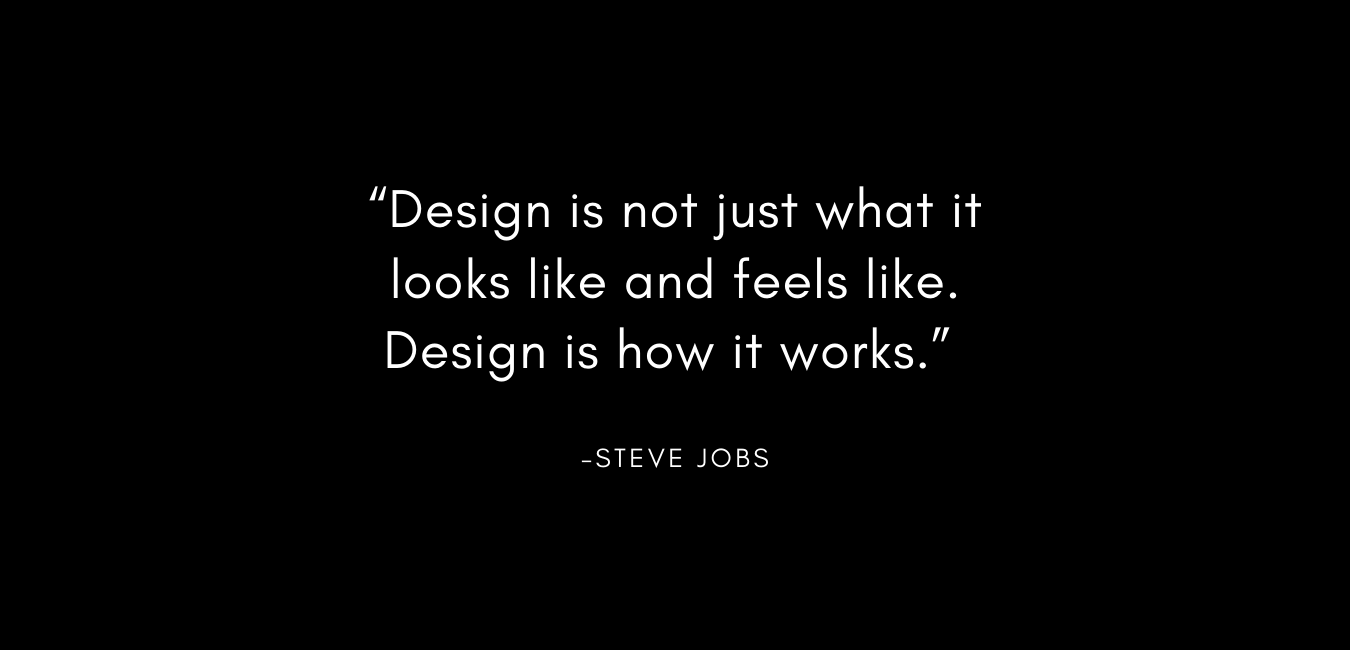 “Design is not just what it
looks like and feels like.
Design is how it works.”
–STEVE JOBS